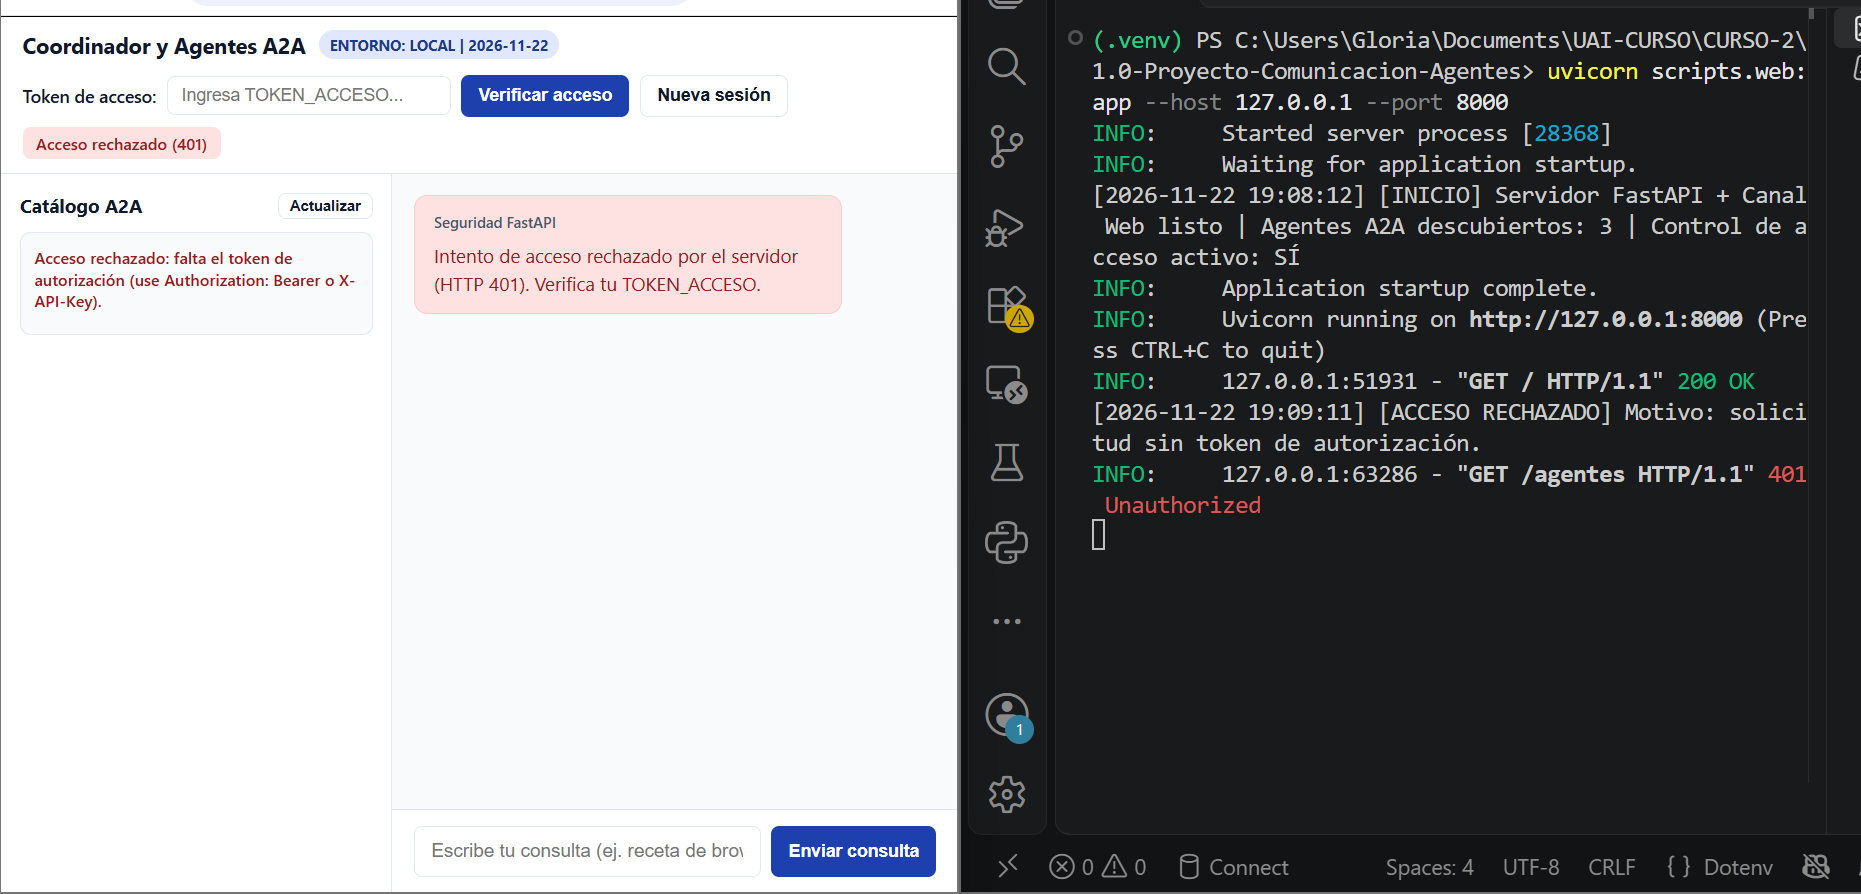 Coordinador y Agentes A2A
ENTORNO: LOCAL | 2026-11-22
Token de acceso:
Ingresa TOKEN_ACCESO...
Verificar acceso
Nueva sesión
Acceso rechazado (401)
Catálogo A2A
Actualizar
Acceso rechazado: falta el token de
autorización (use Authorization: Bearer o X-
API-Key).
Seguridad FastAPI
Intento de acceso rechazado por el servidor
(HTTP 401). Verifica tu TOKEN_ACCESO.
Escribe tu consulta (ej. receta de brow
Enviar consulta
(.venv) PS C:\Users\Gloria\Documents\UAI-CURSO\CURSO-2\
1.0-Proyecto-Comunicacion-Agentes> uvicorn scripts.web:
app --host 127.0.0.1 --port 8000
INFO:     Started server process [28368]
INFO:     Waiting for application startup.
[2026-11-22 19:08:12] [INICIO] Servidor FastAPI + Canal
 Web listo | Agentes A2A descubiertos: 3 | Control de a
cceso activo: SÍ
INFO:     Application startup complete.
INFO:     Uvicorn running on http://127.0.0.1:8000 (Pre
ss CTRL+C to quit)
INFO:     127.0.0.1:51931 - "GET / HTTP/1.1" 200 OK
[2026-11-22 19:09:11] [ACCESO RECHAZADO] Motivo: solici
tud sin token de autorización.
INFO:     127.0.0.1:63286 - "GET /agentes HTTP/1.1" 401
 Unauthorized
1
0
0
Connect
Spaces: 4
UTF-8
CRLF
{ } Dotenv